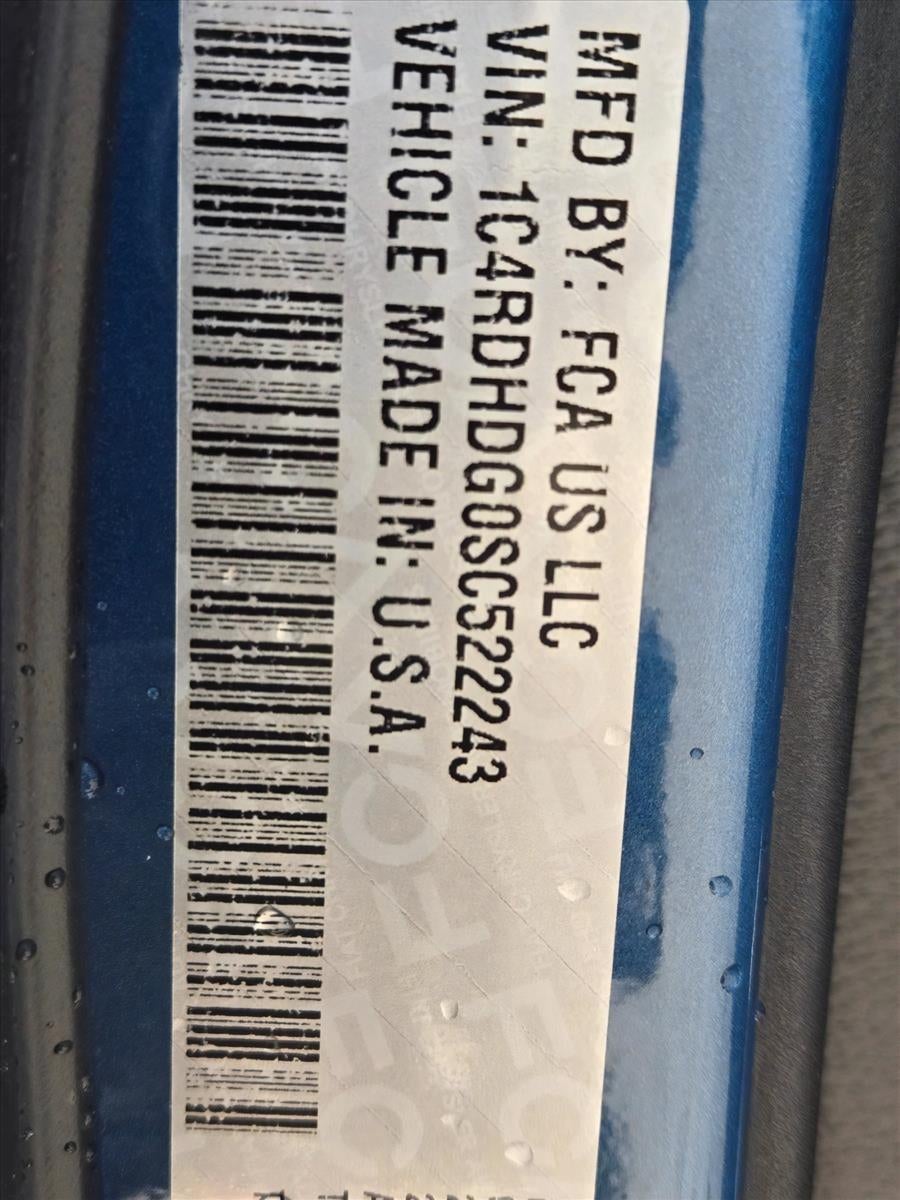 MFD BY: FCA US LLC
VIN: 1C4RDHDG0SC522243
VEHICLE MADE IN: U.S.A.